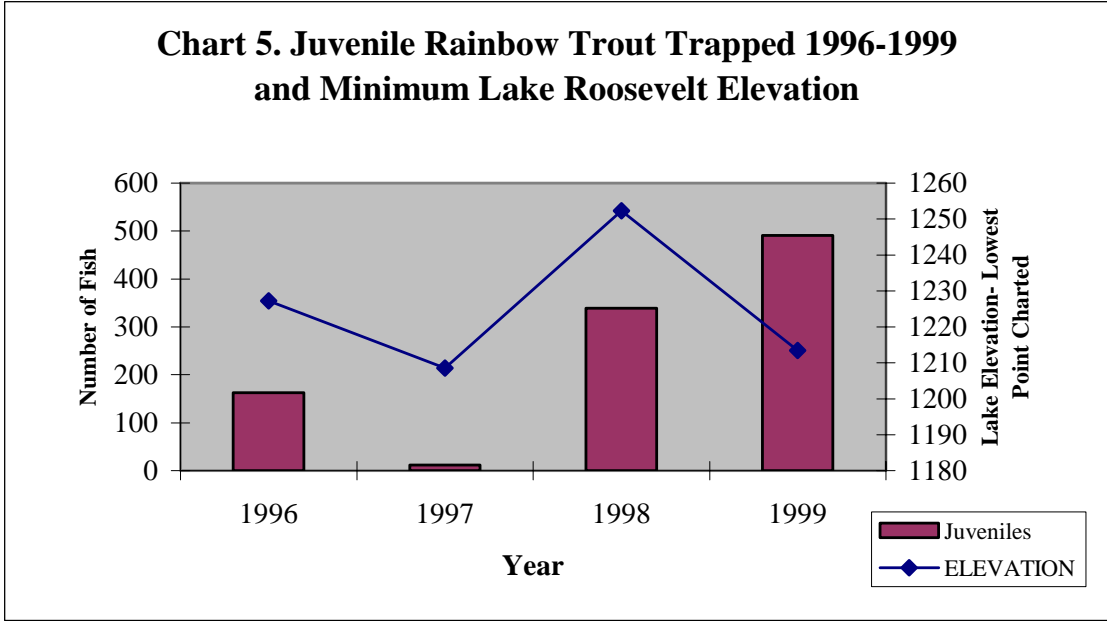 Chart 5. Juvenile Rainbow Trout Trapped 1996-1999
and Minimum Lake Roosevelt Elevation
Number of Fish
600
500
400
300
200
100
0
1260
1250
1240
1230
1220
1210
1200
1190
1180
Lake Elevation- Lowest
Point Charted
1996 1997 1998 1999
Year
Juveniles
ELEVATION